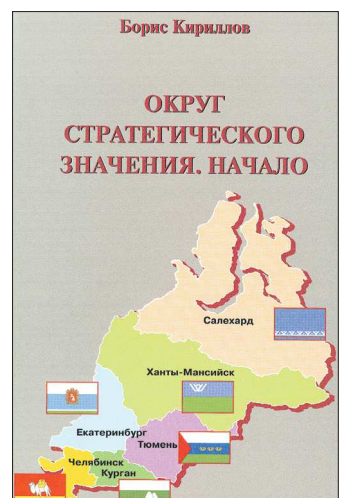 Борис Кириллов
ОКРУГ
СТРАТЕГИЧЕСКОГО
ЗНАЧЕНИЯ. НАЧАЛО
Салехард
Ханты-Мансийск
Екатеринбург
Тюмень
Челябинск
Курган